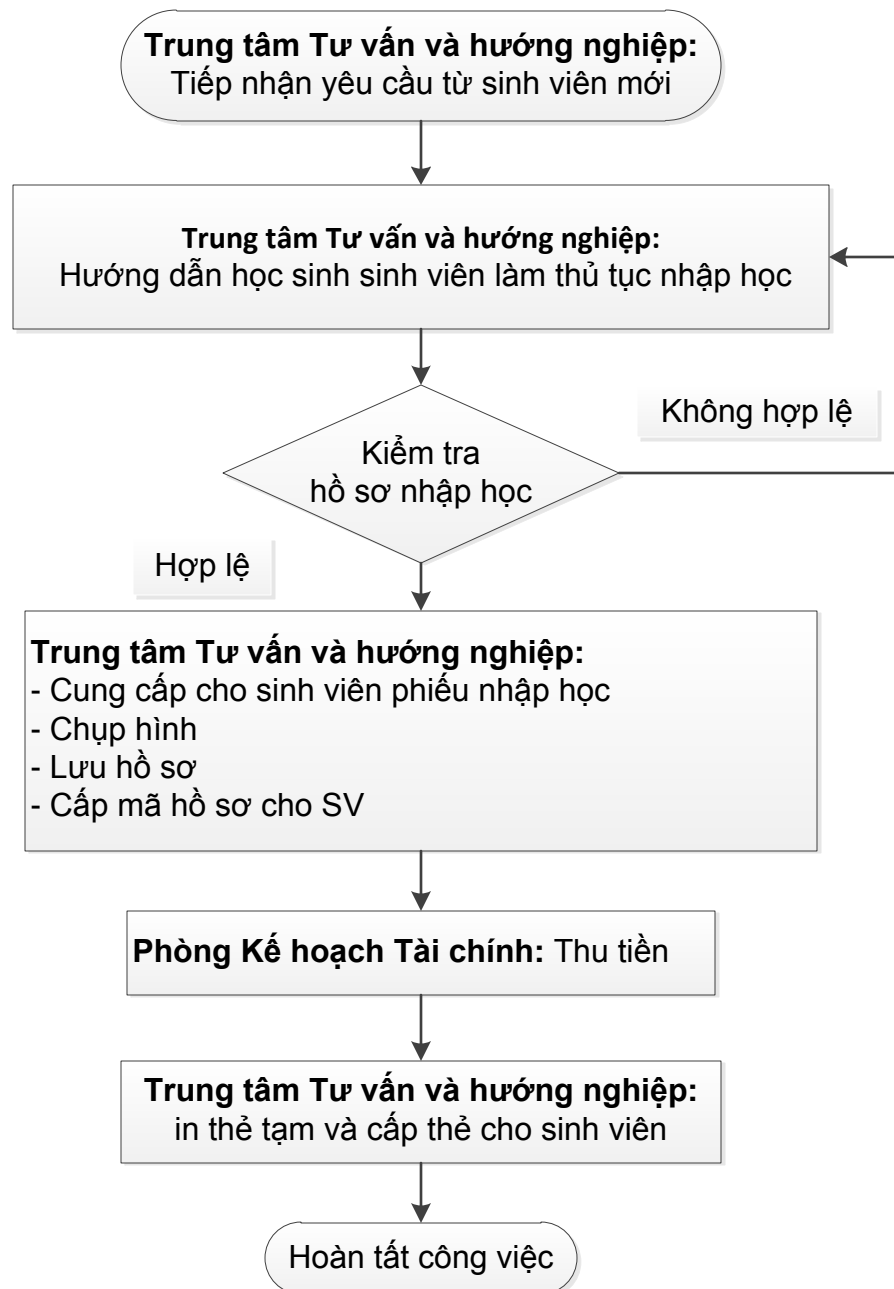 Trung tâm Tư vấn và hướng nghiệp:
Tiếp nhận yêu cầu từ sinh viên mới
Trung tâm Tư vấn và hướng nghiệp:
Hướng dẫn học sinh sinh viên làm thủ tục nhập học
Không hợp lệ
Kiểm tra
hồ sơ nhập học
Hợp lệ
Trung tâm Tư vấn và hướng nghiệp:
- Cung cấp cho sinh viên phiếu nhập học
- Chụp hình
- Lưu hồ sơ
- Cấp mã hồ sơ cho SV
Phòng Kế hoạch Tài chính: Thu tiền
Trung tâm Tư vấn và hướng nghiệp:
in thẻ tạm và cấp thẻ cho sinh viên
Hoàn tất công việc